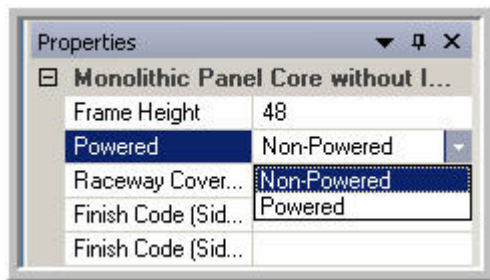 Properties
Monolithic Panel Core without I...
Frame Height 48
Powered Non-Powered
Raceway Cover... Non-Powered
Finish Code (Sid... Powered
Finish Code (Sid...